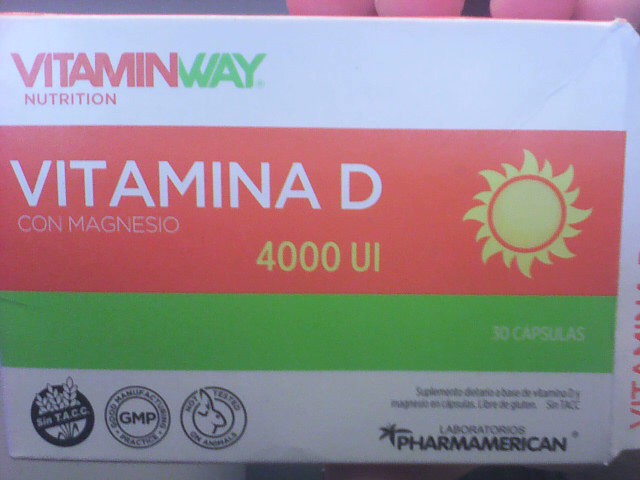 VITAMINWAY
NUTRITION
VITAMINA D
CON MAGNESIO
4000 UI
30 CAPSULAS
Sin T.A.C.C.
GOOD MANUFACTURING PRACTICE
GMP
NOT TESTED ON ANIMALS
Suplemento dietario a base de vitamina D y
magnesio en cápsulas. Libre de gluten. Sin TACC
LABORATORIOS
PHARMAMERICAN
VITAMINA